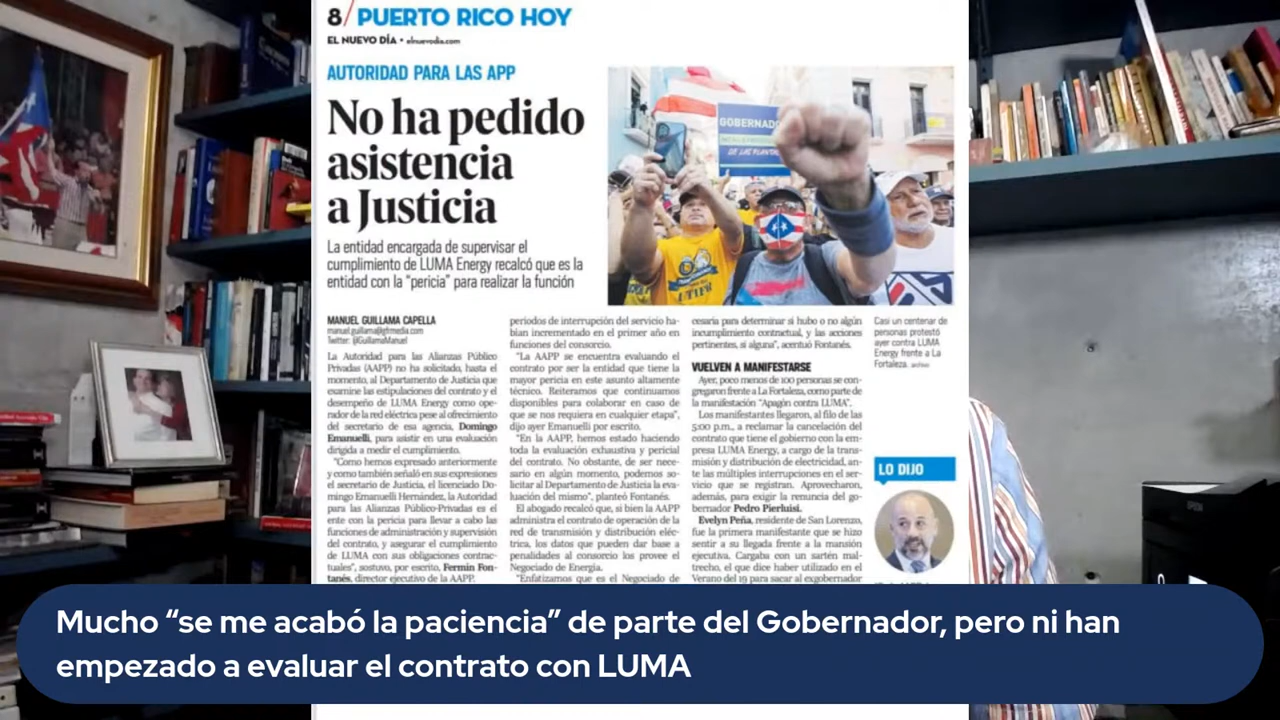 8/ PUERTO RICO HOY
EL NUEVO DÍA • elnuevodia.com
AUTORIDAD PARA LAS APP
No ha pedido
asistencia
a Justicia
La entidad encargada de supervisar el
cumplimiento de LUMA Energy recalcó que es la
entidad con la “pericia” para realizar la función
GOBERNAD
MANUEL GUILLAMA CAPELLA
manuel.guillama@gfrmedia.com
Twitter: @GuillamaManuel
La Autoridad para las Alianzas Público
Privadas (AAPP) no ha solicitado, hasta el
momento, al Departamento de Justicia que
examine las estipulaciones del contrato y el
desempeño de LUMA Energy como ope-
rador de la red eléctrica pese al ofrecimiento
del secretario de esa agencia, Domingo
Emanuelli, para asistir en una evaluación
dirigida a medir el cumplimiento.
“Como hemos expresado anteriormente
y como también señaló en sus expresiones
el secretario de Justicia, el licenciado Do-
mingo Emanuelli Hernández, la Autoridad
para las Alianzas Público-Privadas es el
ente con la pericia para llevar a cabo las
funciones de administración y supervisión
del contrato, y asegurar el cumplimiento
de LUMA con sus obligaciones contrac-
tuales”, sostuvo, por escrito, Fermín Fon-
tanés, director ejecutivo de la AAPP.
periodos de interrupción del servicio ha-
bían incrementado en el primer año en
funciones del consorcio.
“La AAPP se encuentra evaluando el
contrato por ser la entidad que tiene la
mayor pericia en este asunto altamente
técnico. Reiteramos que continuamos
disponibles para colaborar en caso de
que se nos requiera en cualquier etapa”,
dijo ayer Emanuelli por escrito.
“En la AAPP, hemos estado haciendo
toda la evaluación exhaustiva y pericial
del contrato. No obstante, de ser nece-
sario en algún momento, podemos so-
licitar al Departamento de Justicia la eva-
luación del mismo”, planteó Fontanés.
El abogado recalcó que, si bien la AAPP
administra el contrato de operación de la
red de transmisión y distribución eléc-
trica, los datos que pueden dar base a
penalidades al consorcio los provee el
Negociado de Energía.
“Enfatizamos que es el Negociado de
cesaria para determinar si hubo o no algún
incumplimiento contractual, y las acciones
pertinentes, si alguna”, acentuó Fontanés.
VUELVEN A MANIFESTARSE
Ayer, poco menos de 100 personas se con-
gregaron frente a La Fortaleza, como parte de
la manifestación “Apagón contra LUMA”.
Los manifestantes llegaron, al filo de las
5:00 p.m., a reclamar la cancelación del
contrato que tiene el gobierno con la em-
presa LUMA Energy, a cargo de la trans-
misión y distribución de electricidad, an-
te las múltiples interrupciones en el ser-
vicio que se registran. Aprovecharon,
además, para exigir la renuncia del go-
bernador Pedro Pierluisi.
Evelyn Peña, residente de San Lorenzo,
fue la primera manifestante que se hizo
sentir a su llegada frente a la mansión
ejecutiva. Cargaba con un sartén mal-
trecho, el que dice haber utilizado en el
Verano del 19 para sacar al exgobernador
Casi un centenar de
personas protestó
ayer contra LUMA
Energy frente a La
Fortaleza. archivo
LO DIJO
EPSON
Mucho “se me acabó la paciencia” de parte del Gobernador, pero ni han
empezado a evaluar el contrato con LUMA